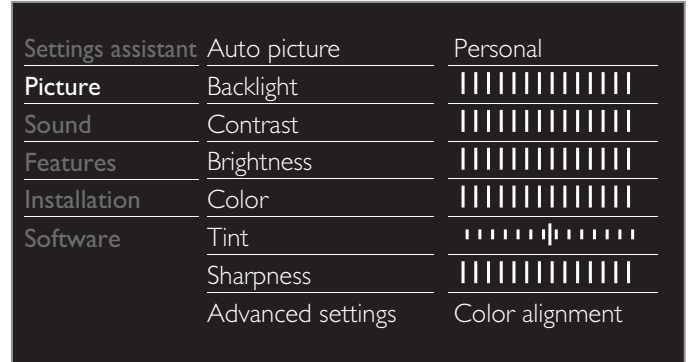 Settings assistant Auto picture Personal
Picture Backlight
Sound Contrast
Features Brightness
Installation Color
Software Tint
Sharpness
Advanced settings Color alignment